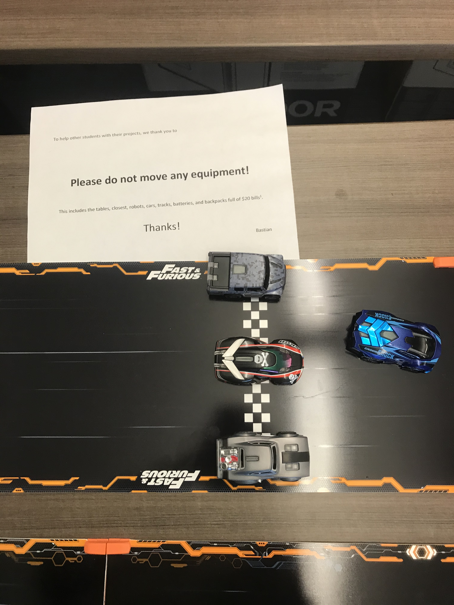 OR
To help other students with their projects, we thank you to
Please do not move any equipment!
This includes the tables, closest, robots, cars, tracks, batteries, and backpacks full of $20 bills'.
Thanks!
Bastian
FAST &
FURIOUS
FAST &
FURIOUS